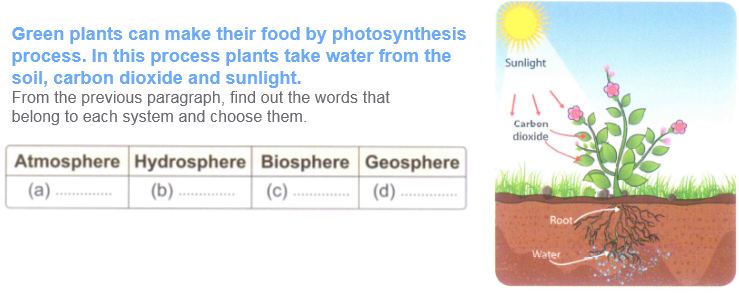 Green plants can make their food by photosynthesis
process. In this process plants take water from the
soil, carbon dioxide and sunlight.
From the previous paragraph, find out the words that
belong to each system and choose them.
Atmosphere Hydrosphere Biosphere Geosphere
(a) .............. (b) .............. (c) .............. (d) ..............
Sunlight
Carbon
dioxide
Root
Water